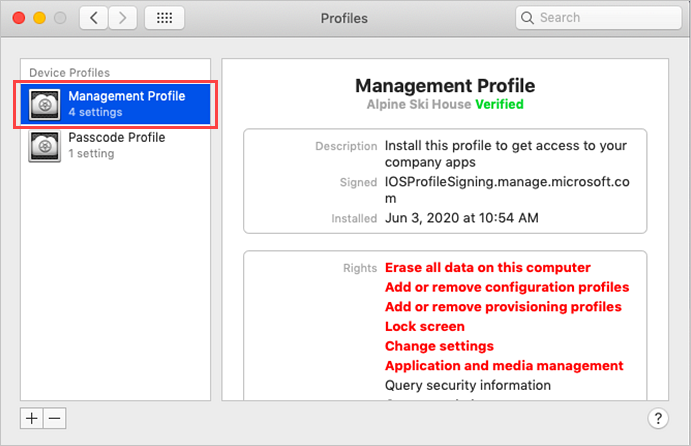 Profiles
Search
Device Profiles
Management Profile
4 settings
Passcode Profile
1 setting
Management Profile
Alpine Ski House Verified
Description Install this profile to get access to your
company apps
Signed IOSProfileSigning.manage.microsoft.co
m
Installed Jun 3, 2020 at 10:54 AM
Rights Erase all data on this computer
Add or remove configuration profiles
Add or remove provisioning profiles
Lock screen
Change settings
Application and media management
Query security information
+ − ?